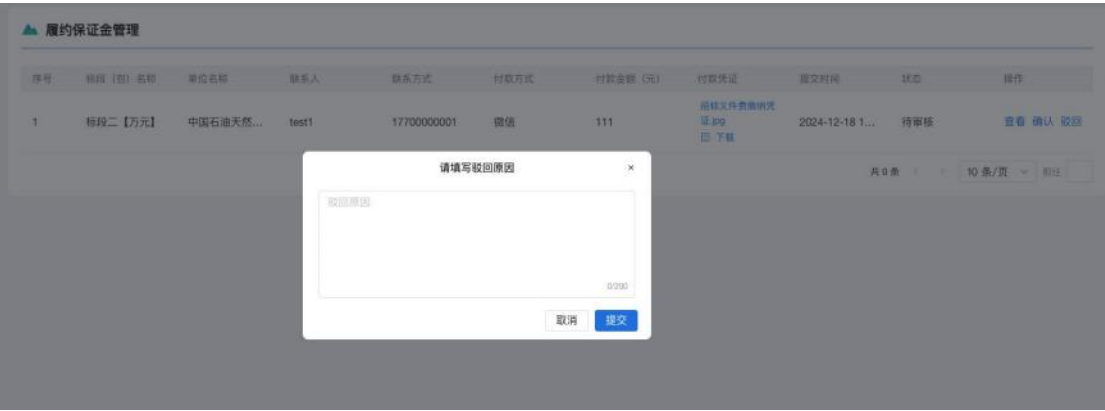 履约保证金管理
序号 标段（包）名称 单位名称 联系人 联系方式 付款方式 付款金额（元） 付款凭证 提交时间 状态 操作
1 标段二【万元】 中国石油天然... test1 17700000001 微信 111 招标文件费缴纳凭证.jpg 下载 2024-12-18 1... 待审核 查看 确认 驳回
共 0 条 10 条/页 前往
请填写驳回原因 ×
驳回原因
0/200
取消 提交